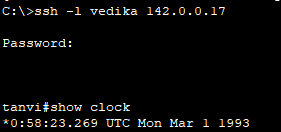 C:\>ssh -l vedika 142.0.0.17
Password:
tanvi#show clock
*0:58:23.269 UTC Mon Mar 1 1993